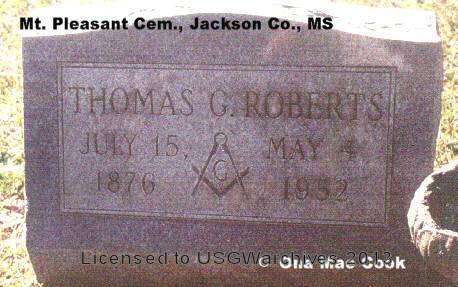 Mt. Pleasant Cem., Jackson Co., MS
THOMAS G. ROBERTS
JULY 15, MAY 4
1876 G 1952
Licensed to USGWarchives 2013
© Ona Mae Cook